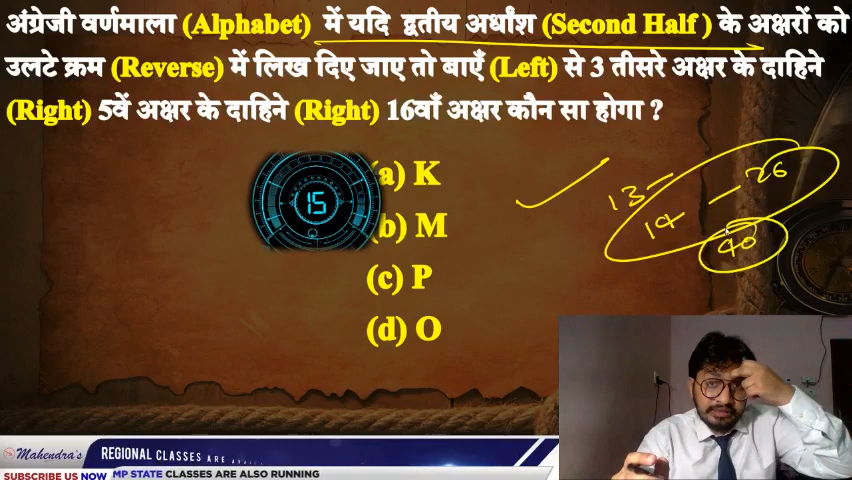 अंग्रेजी वर्णमाला (Alphabet) में यदि द्वतीय अर्धांश (Second Half ) के अक्षरों को
उलटे क्रम (Reverse) में लिख दिए जाए तो बाएँ (Left) से 3 तीसरे अक्षर के दाहिने
(Right) 5वें अक्षर के दाहिने (Right) 16वाँ अक्षर कौन सा होगा ?
(a) K
(b) M
(c) P
(d) O
15
13 —
14 — 26
40
Mahendra's
REGIONAL CLASSES ARE
SUBSCRIBE US NOW
MP STATE CLASSES ARE ALSO RUNNING